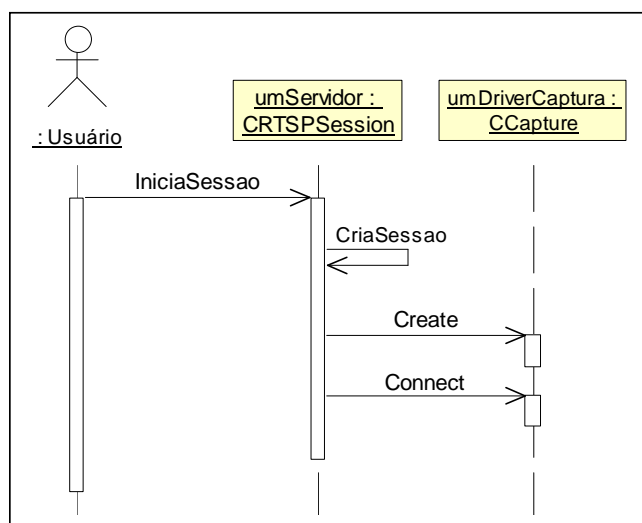 : Usuário
umServidor :
CRTSPSession
umDriverCaptura :
CCapture
IniciaSessao
CriaSessao
Create
Connect